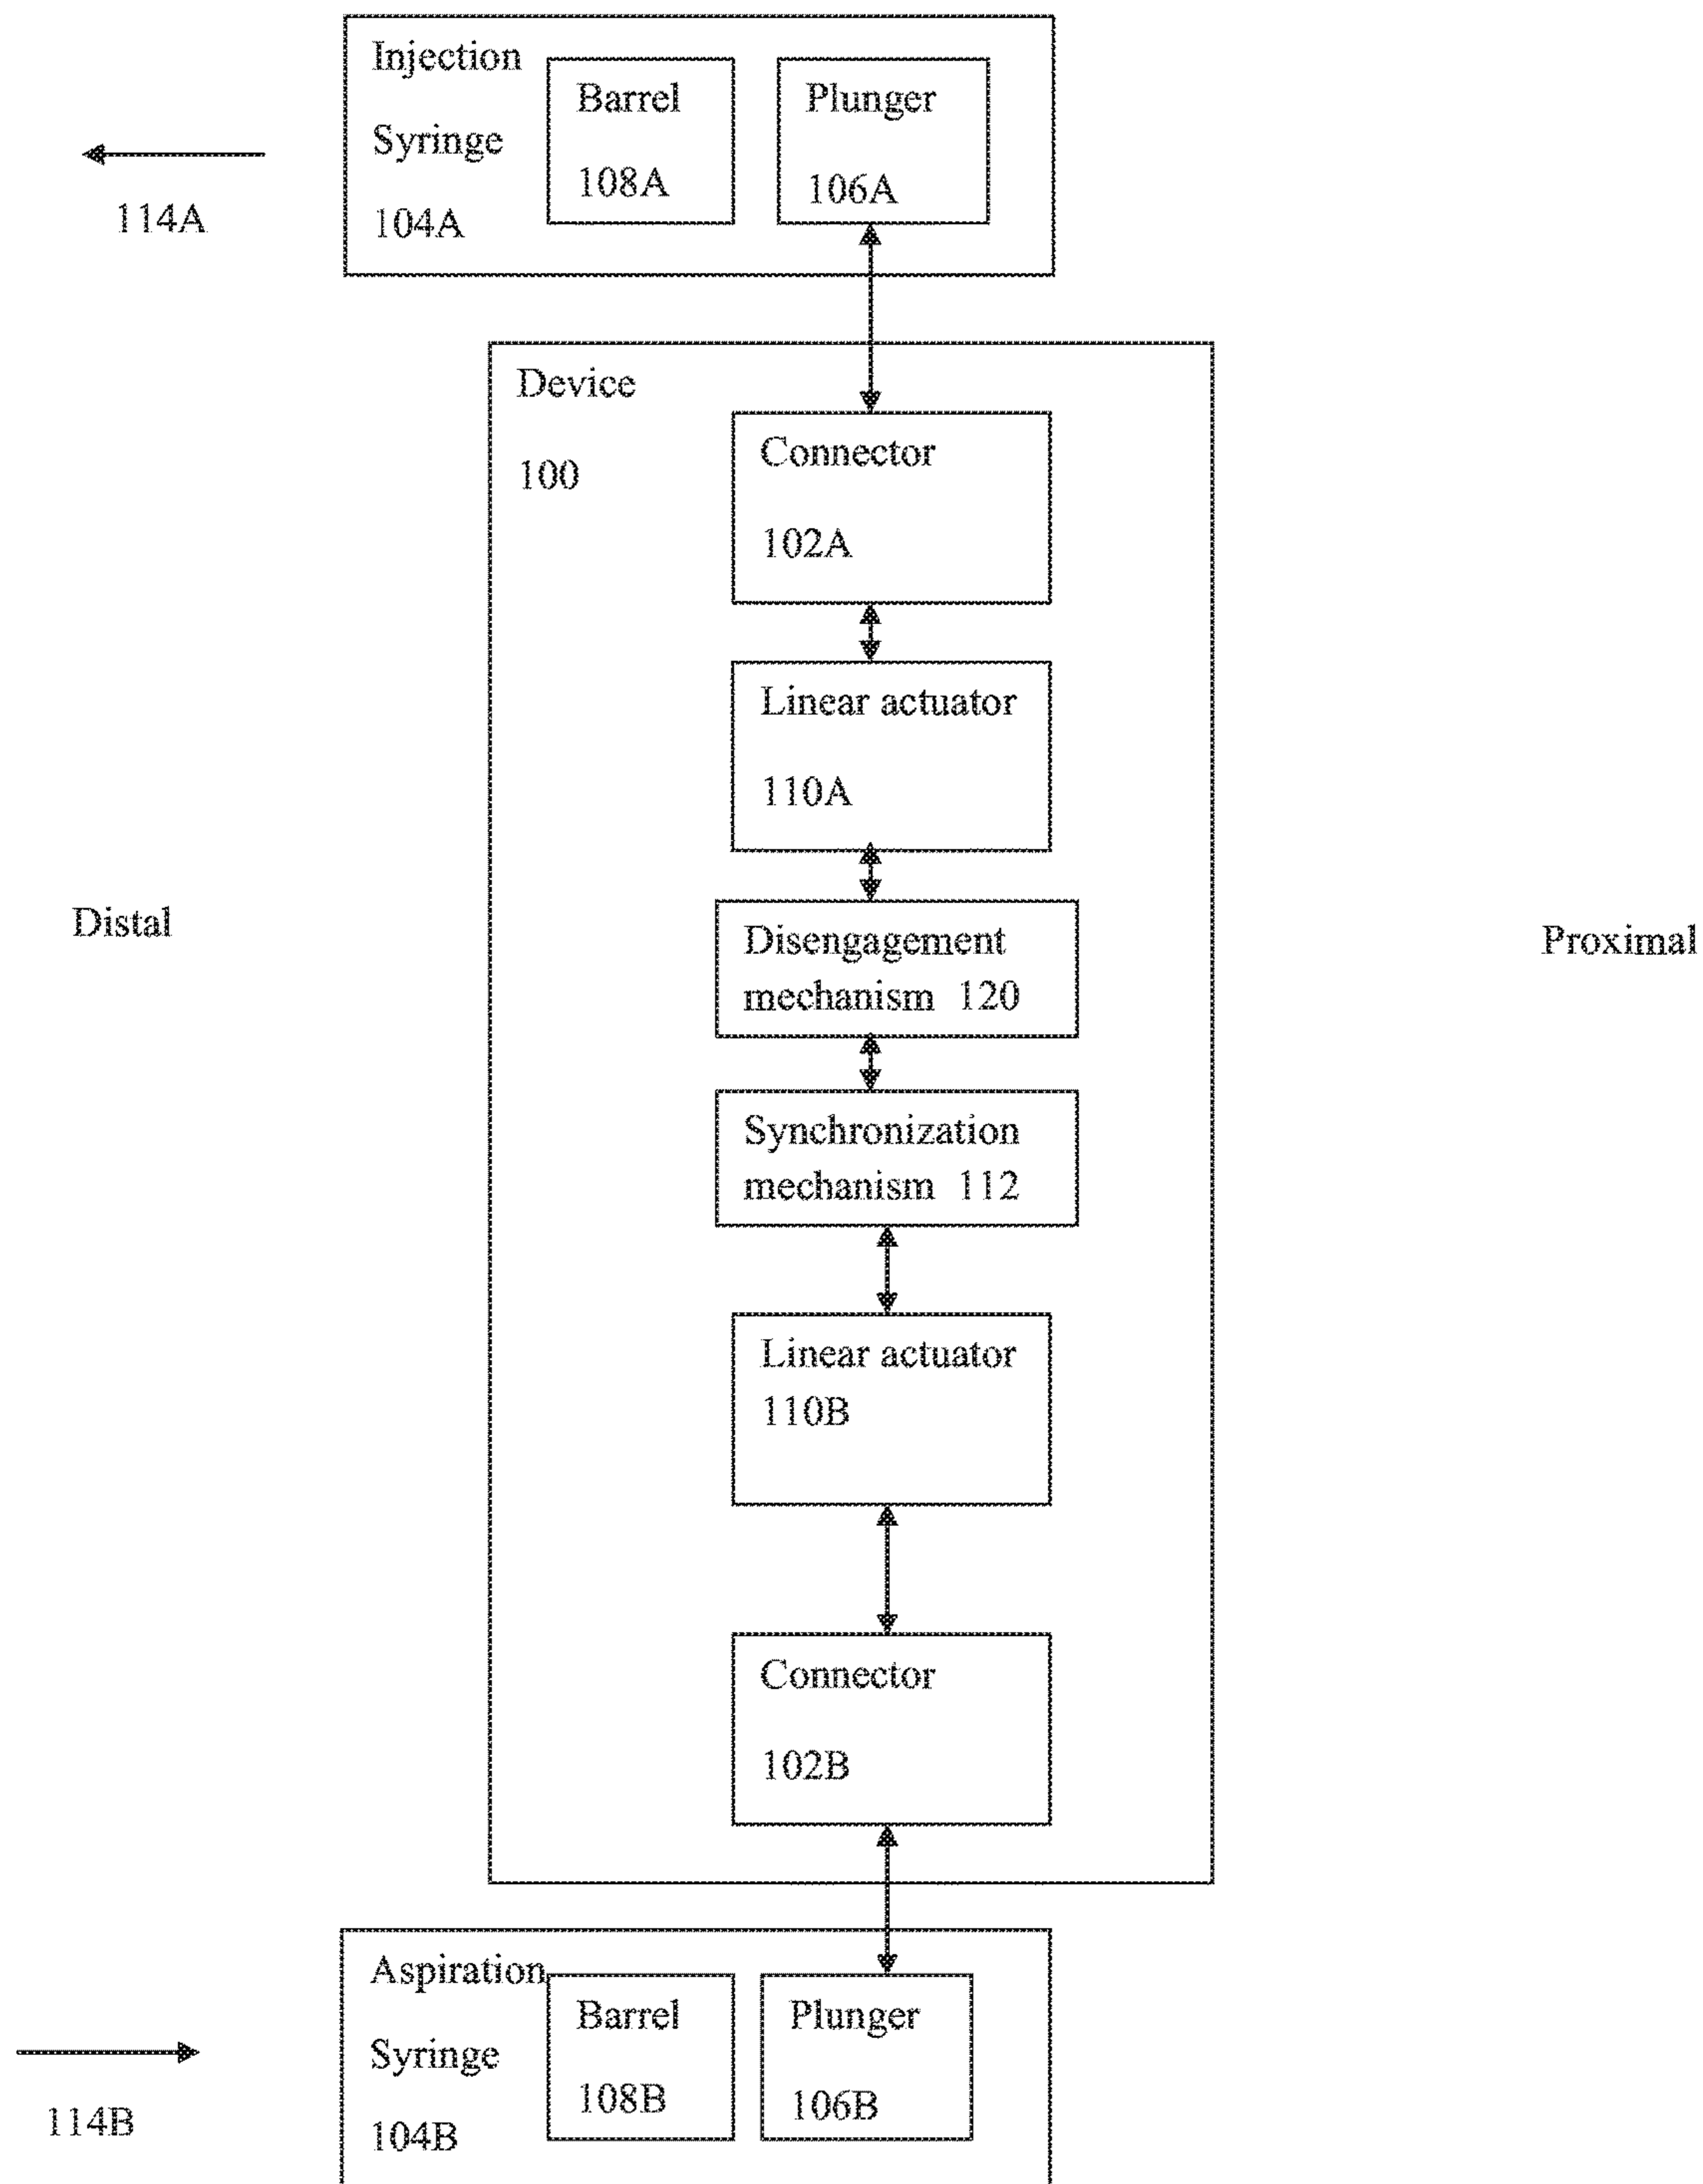 Injection
Syringe
104A
Barrel
108A
Plunger
106A
114A
Device
100
Connector
102A
Linear actuator
110A
Distal
Disengagement
mechanism 120
Proximal
Synchronization
mechanism 112
Linear actuator
110B
Connector
102B
Aspiration
Syringe
104B
Barrel
108B
Plunger
106B
114B